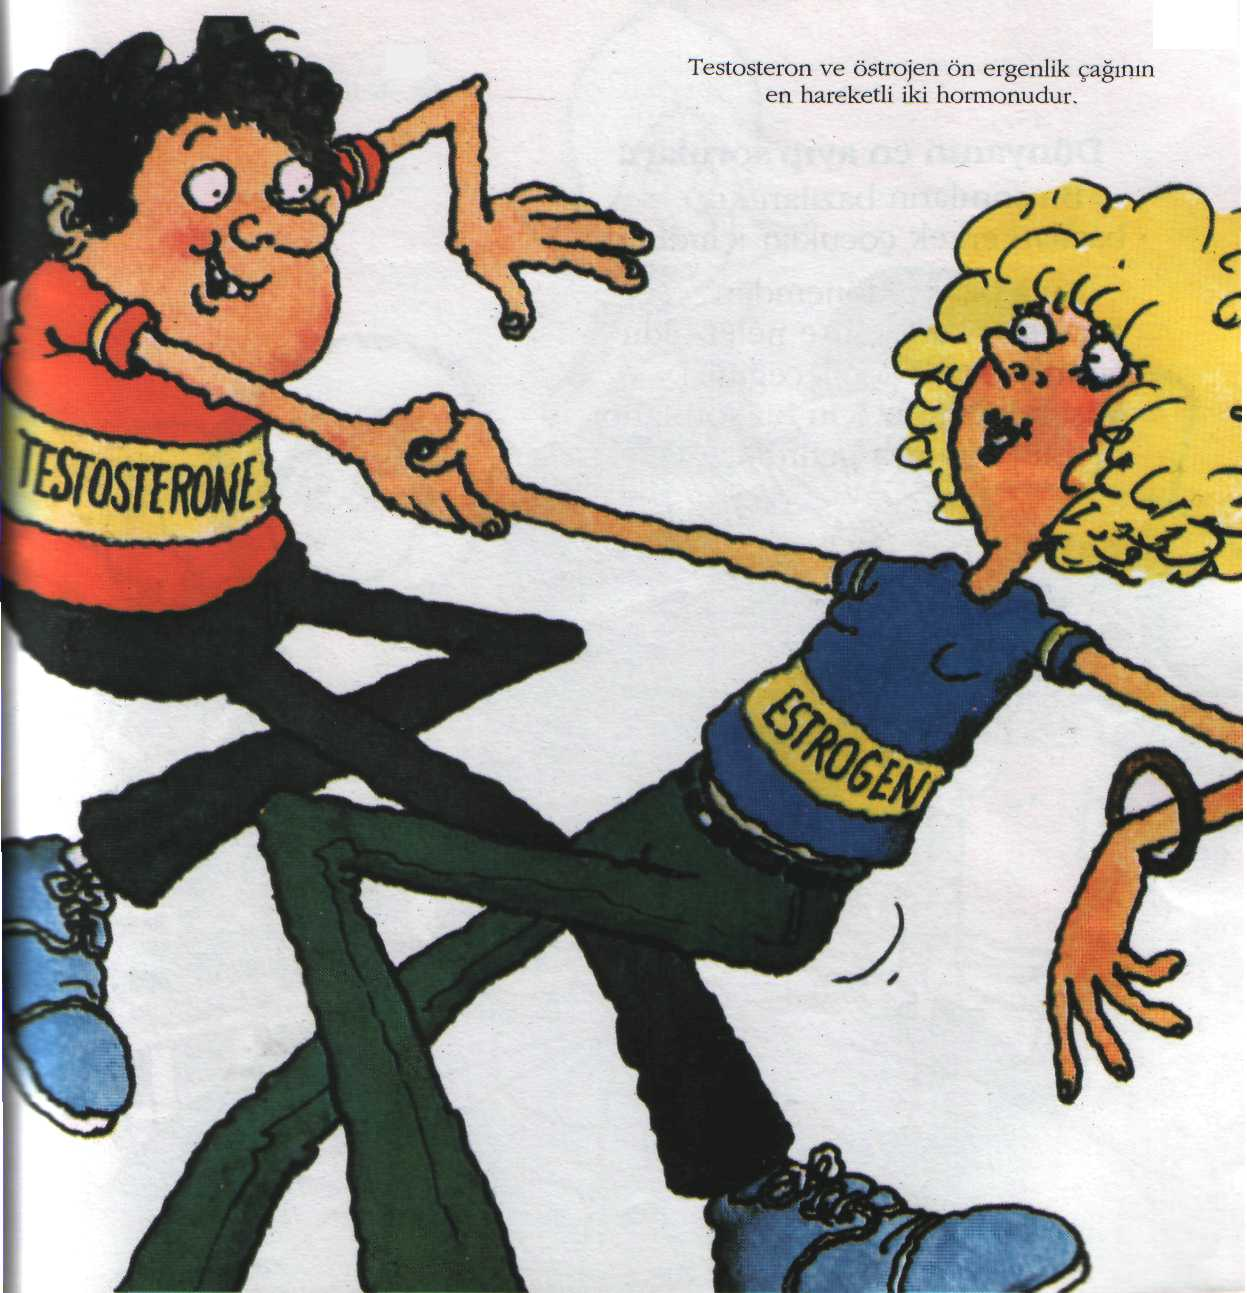 Testosteron ve östrojen ön ergenlik çağının
en hareketli iki hormonudur.
TESTOSTERONE
ESTROGEN